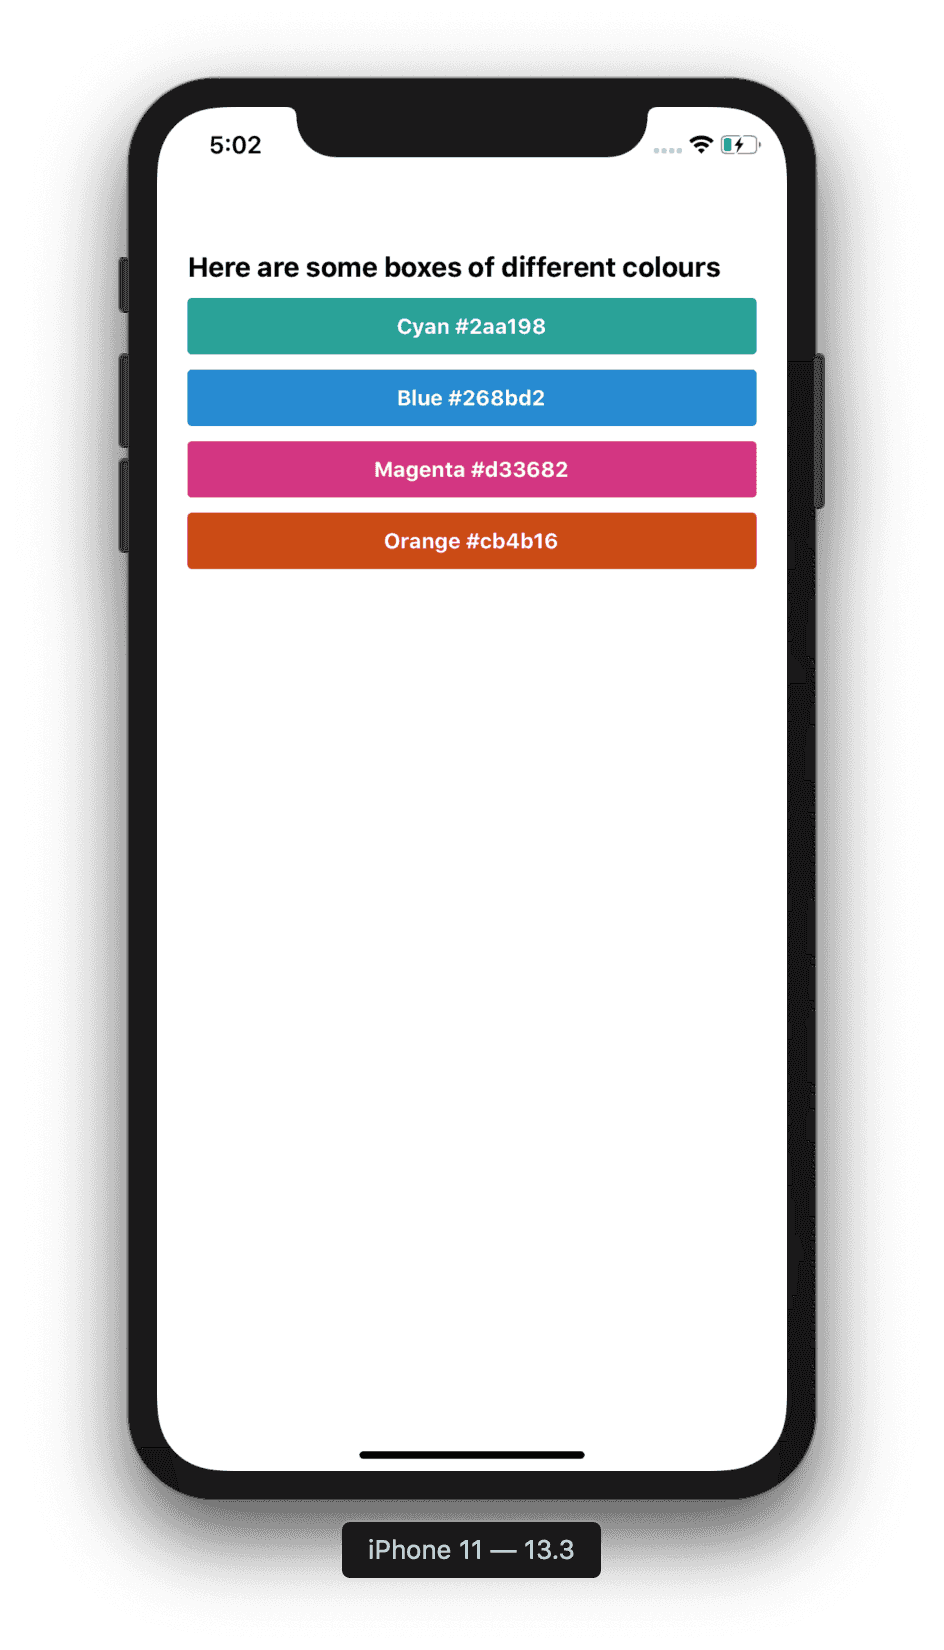 5:02
Here are some boxes of different colours
Cyan #2aa198
Blue #268bd2
Magenta #d33682
Orange #cb4b16
iPhone 11 — 13.3